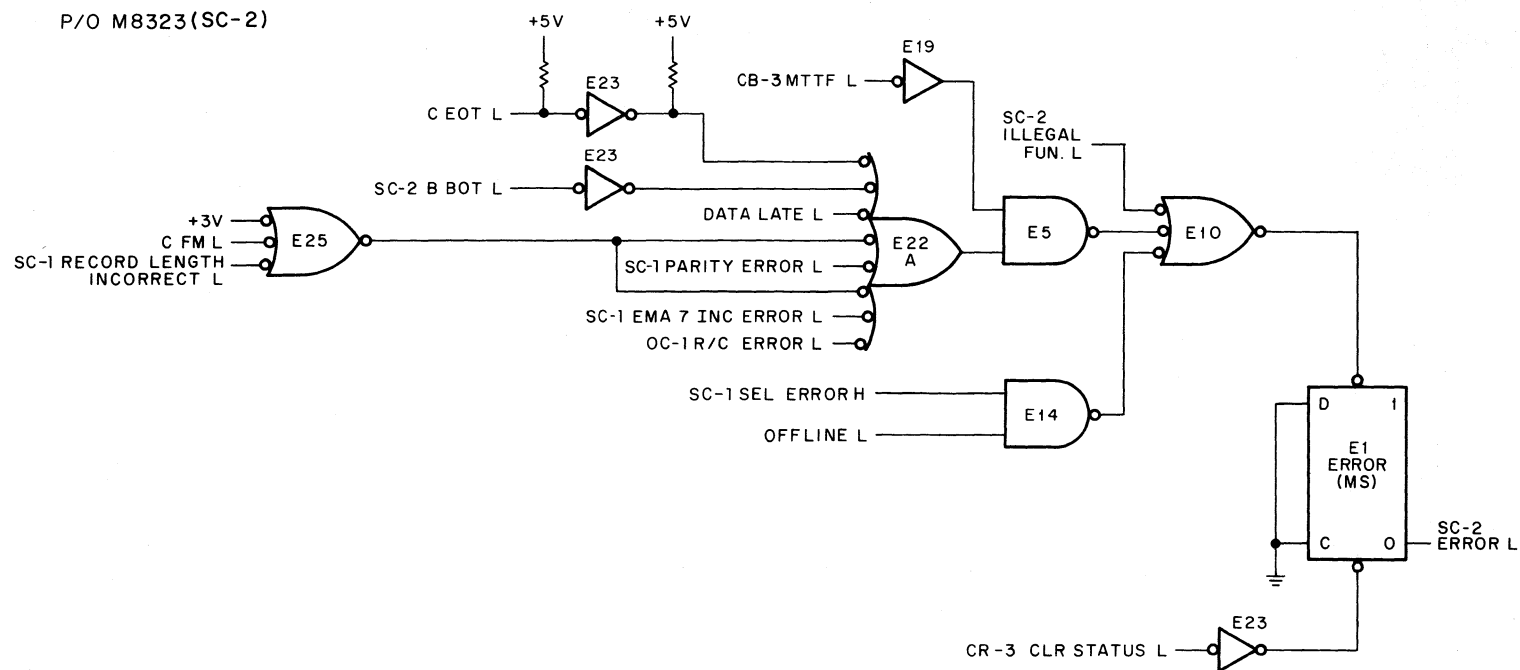 P/O M8323(SC-2)
+5V
+5V
E19
CB-3 MTTF L
E23
C EOT L
SC-2
ILLEGAL
FUN. L
E23
SC-2 B BOT L
DATA LATE L
+3V
C FM L
SC-1 RECORD LENGTH
INCORRECT L
E25
E22
A
E5
E10
SC-1 PARITY ERROR L
SC-1 EMA 7 INC ERROR L
OC-1 R/C ERROR L
SC-1 SEL ERROR H
OFFLINE L
E14
D 1
E1
ERROR
(MS)
C 0
SC-2
ERROR L
E23
CR-3 CLR STATUS L